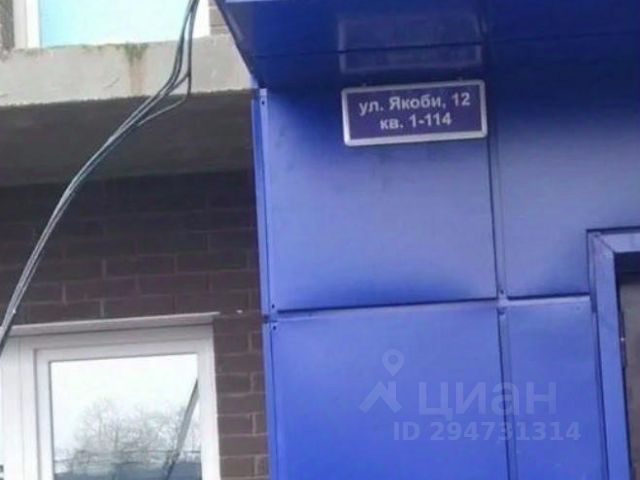 ул. Якоби, 12
кв. 1-114
циан
ID 294731314